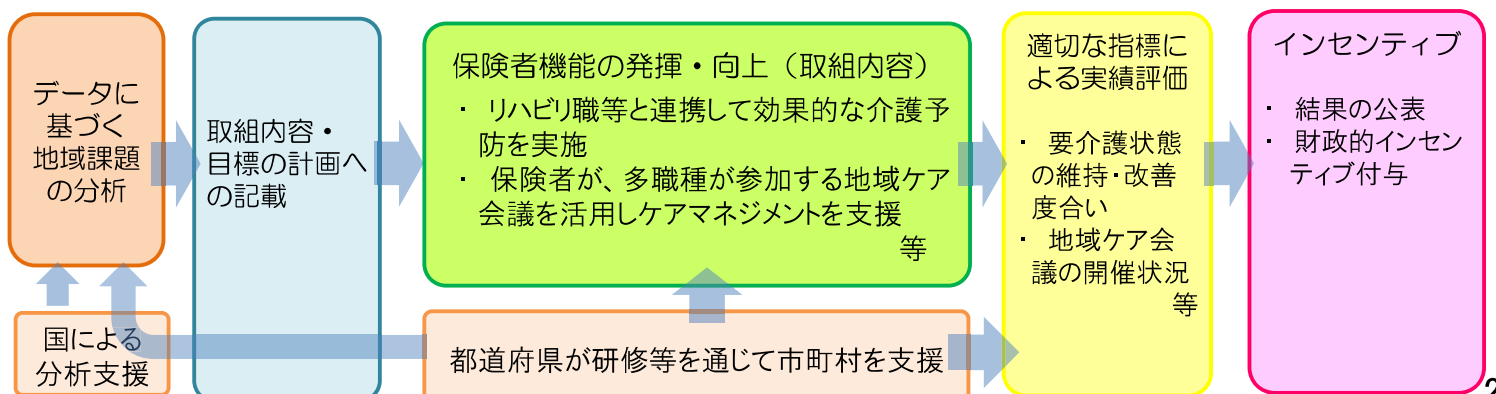 データに
基づく
地域課題
の分析
取組内容・
目標の計画へ
の記載
保険者機能の発揮・向上（取組内容）
・ リハビリ職等と連携して効果的な介護予
防を実施
・ 保険者が、多職種が参加する地域ケア
会議を活用しケアマネジメントを支援
等
適切な指標に
よる実績評価
・ 要介護状態
の維持・改善
度合い
・ 地域ケア会
議の開催状況
等
インセンティブ
・ 結果の公表
・ 財政的インセン
ティブ付与
国による
分析支援
都道府県が研修等を通じて市町村を支援
2